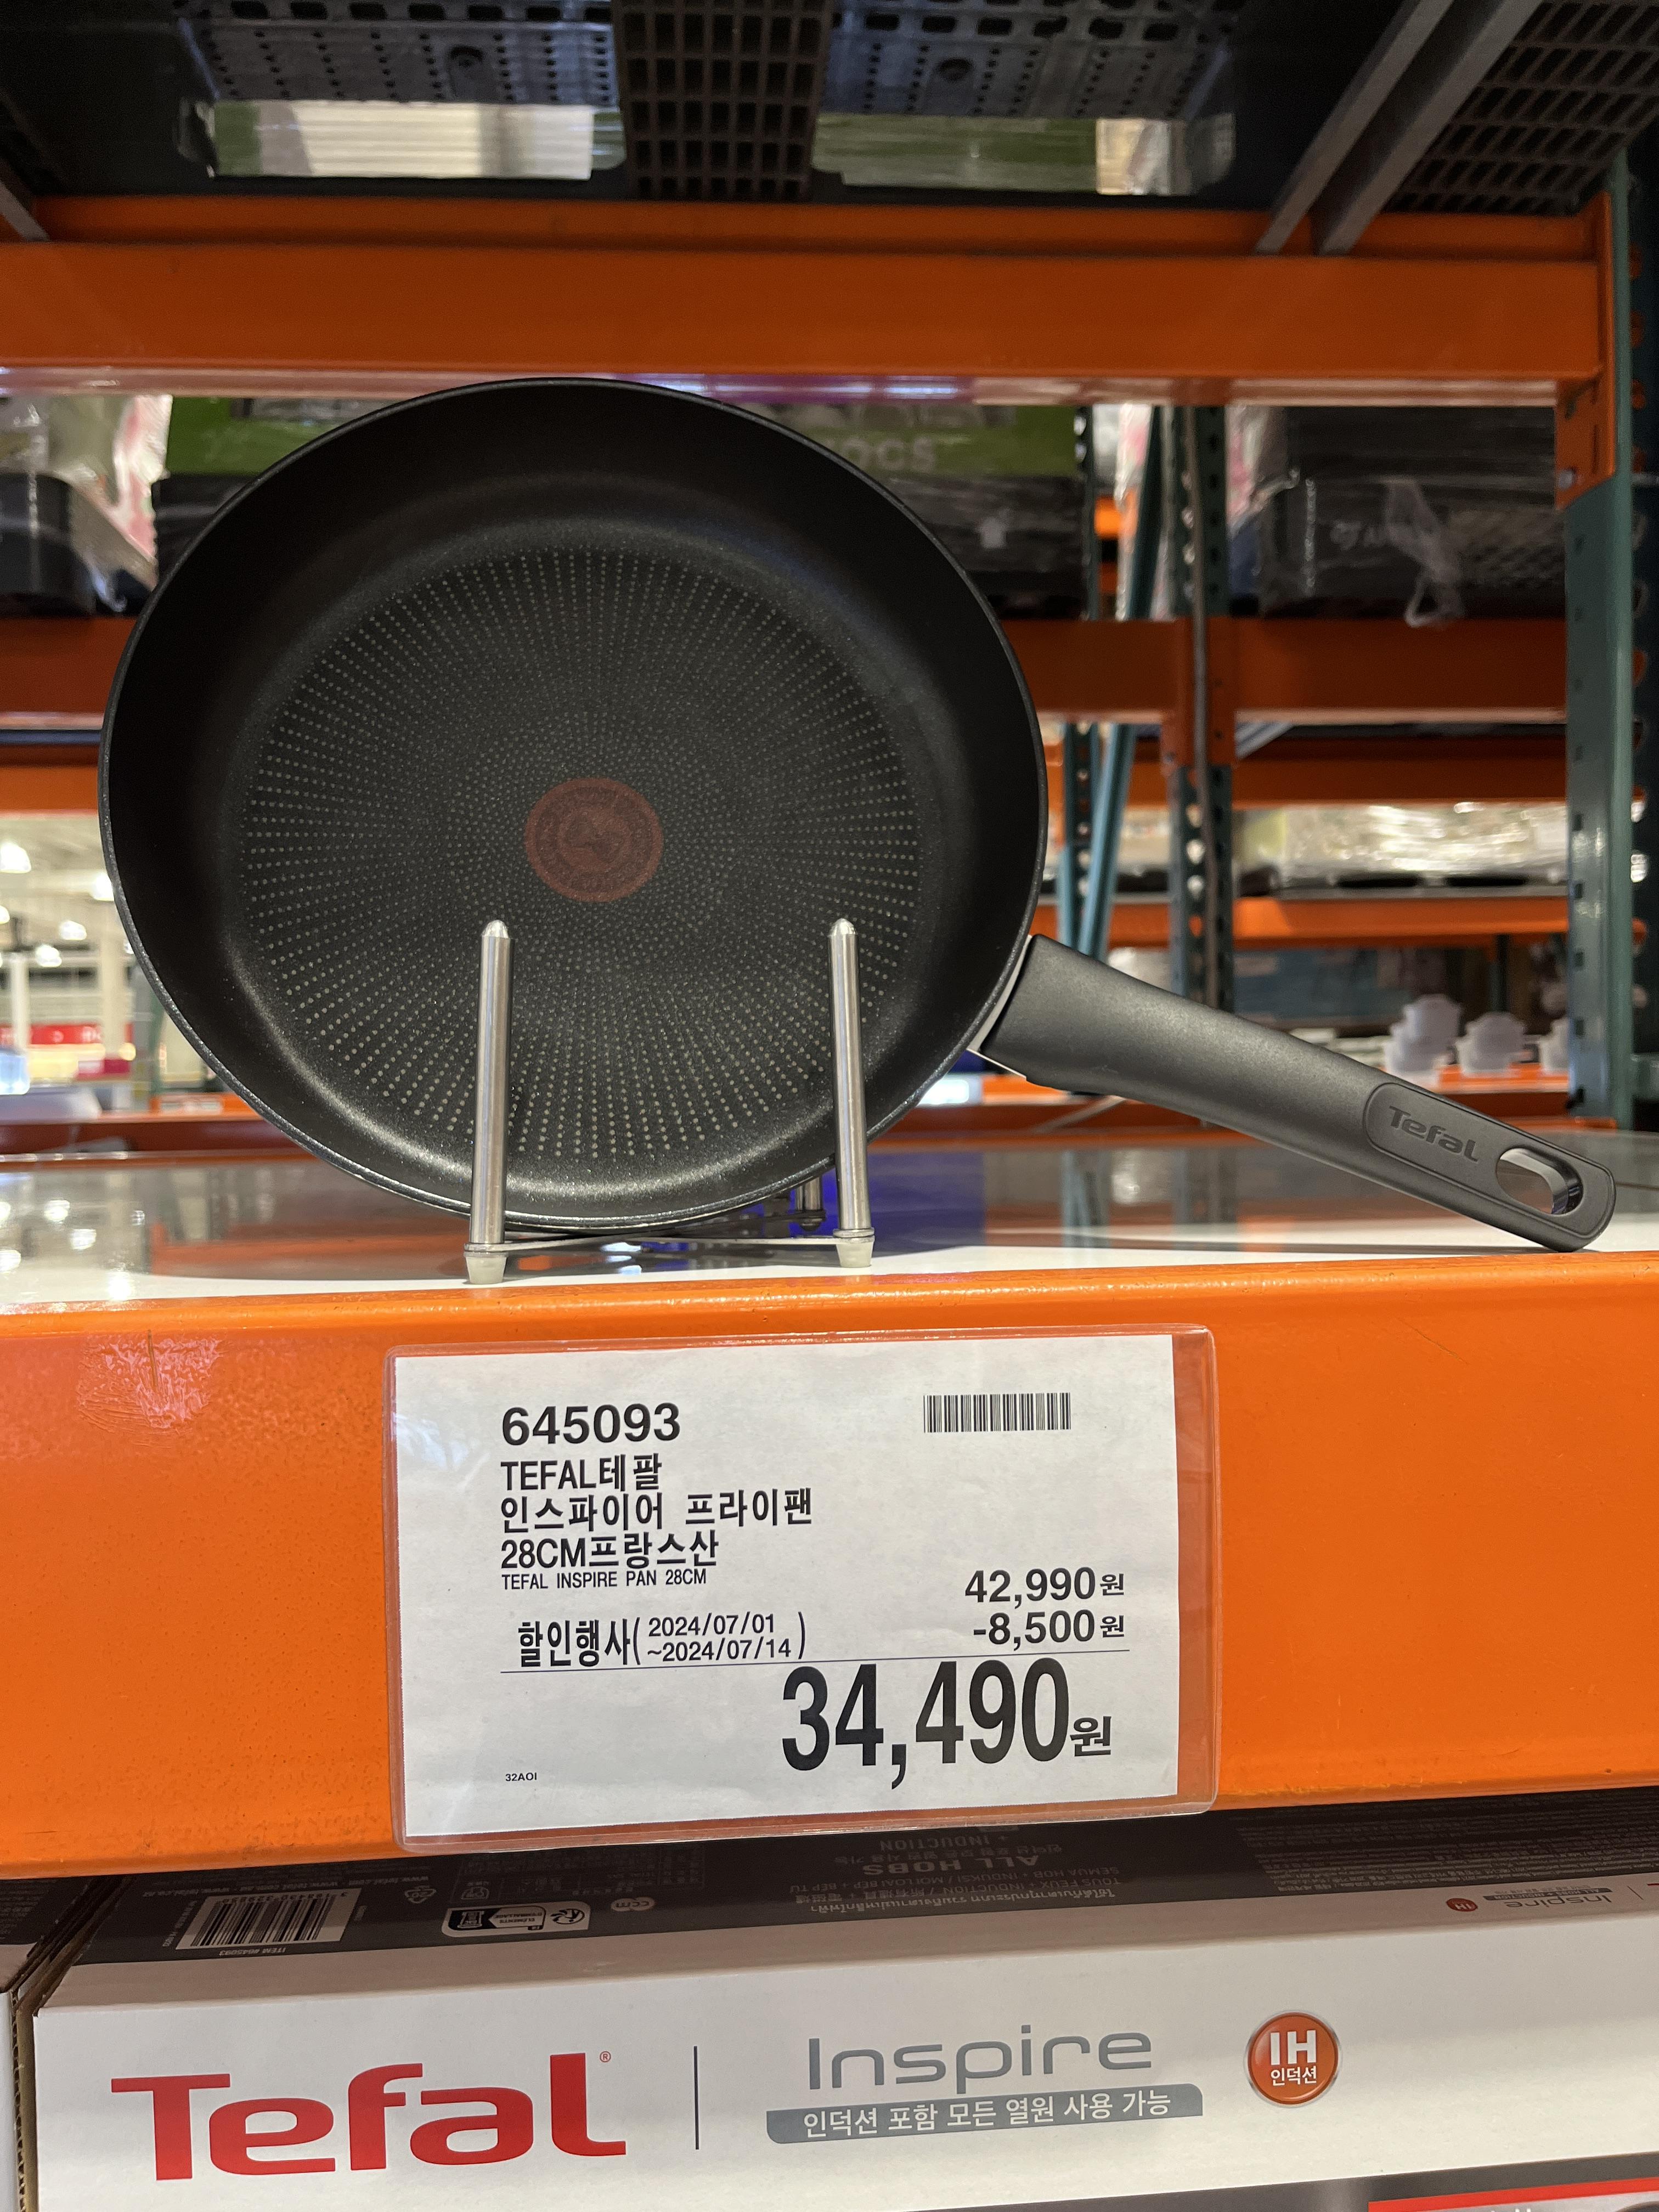 Tefal
645093
TEFAL테팔
인스파이어 프라이팬
28CM프랑스산
TEFAL INSPIRE PAN 28CM
42,990원
할인행사( 2024/07/01
~2024/07/14 )
-8,500원
34,490원
32AOI
+ INDUCTION
ALL HOBS
ITEM #645093
Inspire
Tefal®
Inspire
인덕션 포함 모든 열원 사용 가능
IH
인덕션